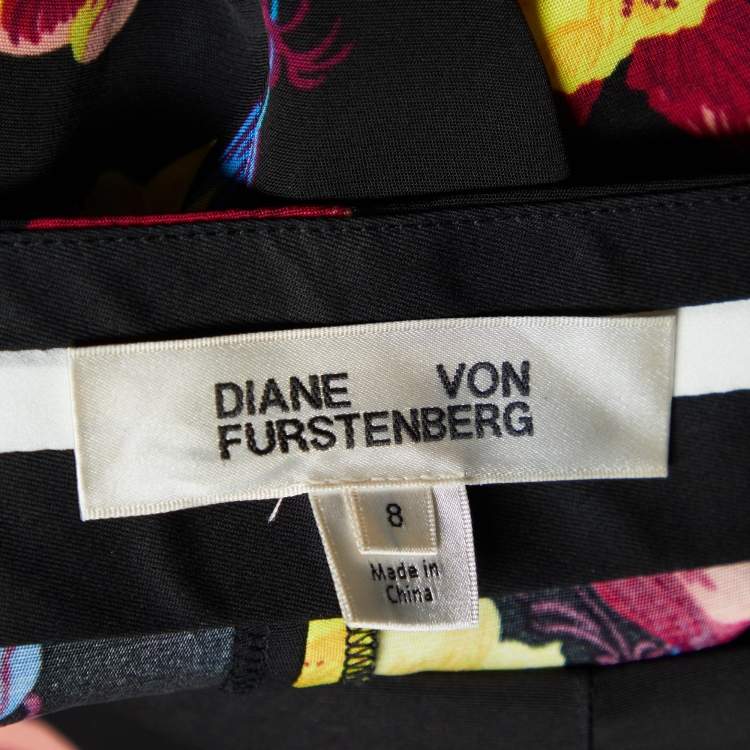 DIANE VON
FURSTENBERG
8
Made in
China